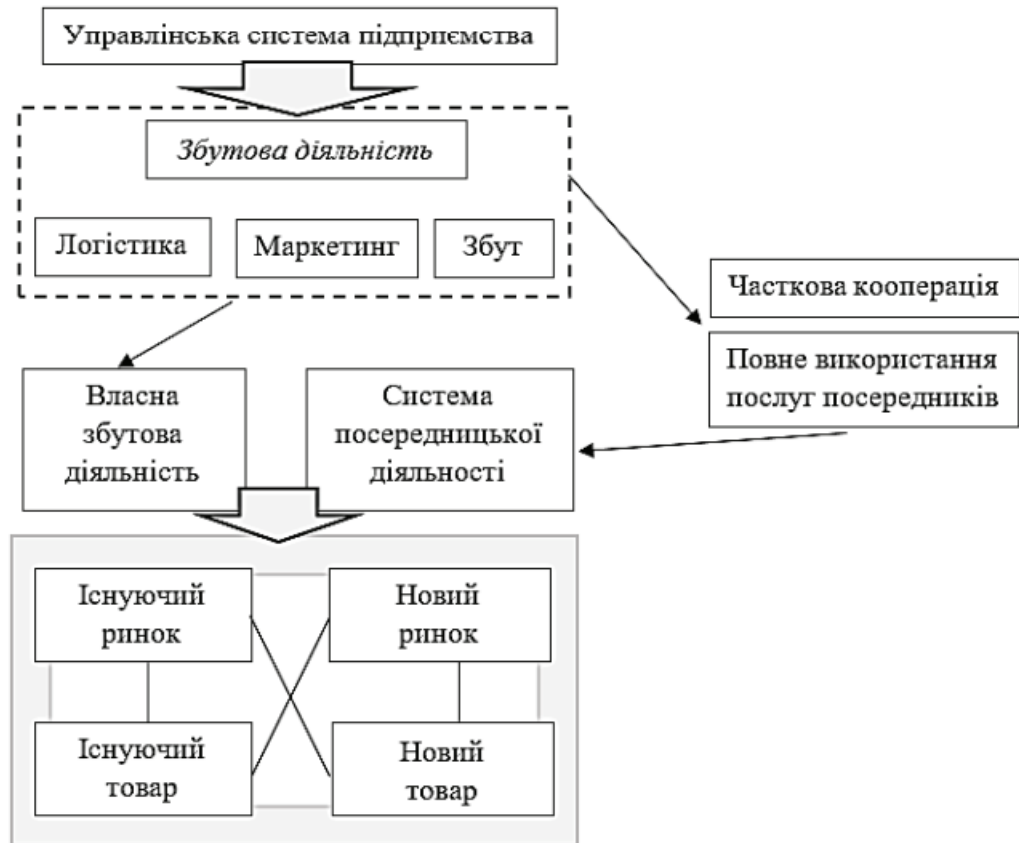 Управлінська система підприємства
Збутова діяльність
Логістика
Маркетинг
Збут
Часткова кооперація
Повне використання
послуг посередників
Власна
збутова
діяльність
Система
посередницької
діяльності
Існуючий
ринок
Новий
ринок
Існуючий
товар
Новий
товар